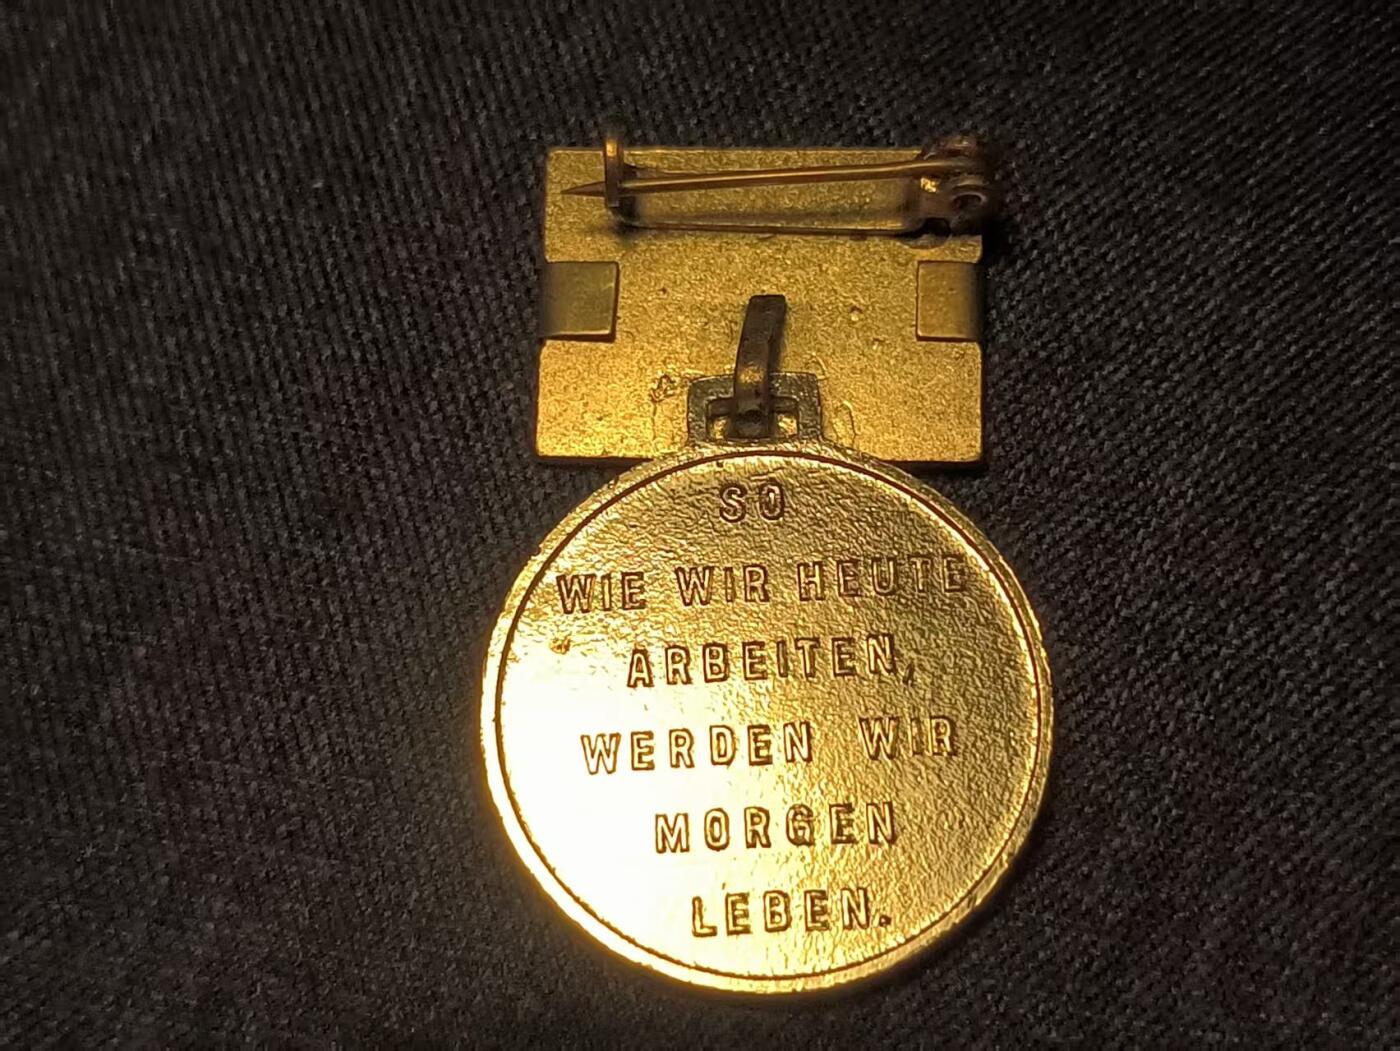 SO
WIE WIR HEUTE
ARBEITEN,
WERDEN WIR
MORGEN
LEBEN.